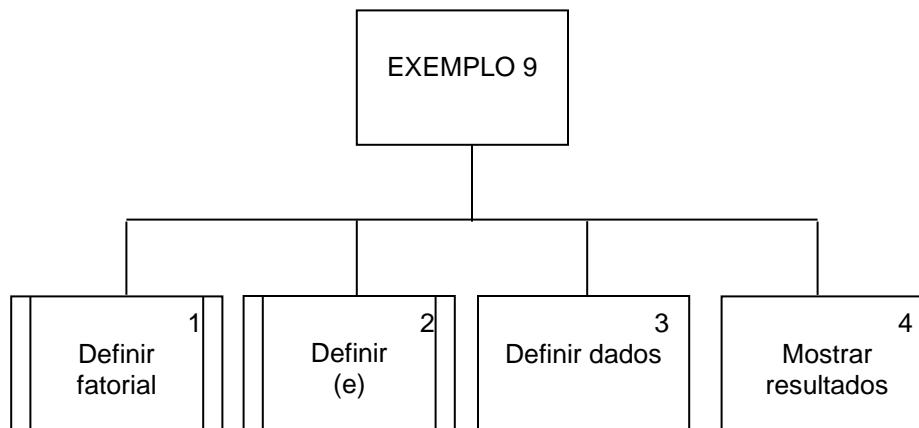 EXEMPLO 9
1
Definir
fatorial
2
Definir
(e)
3
Definir dados
4
Mostrar
resultados